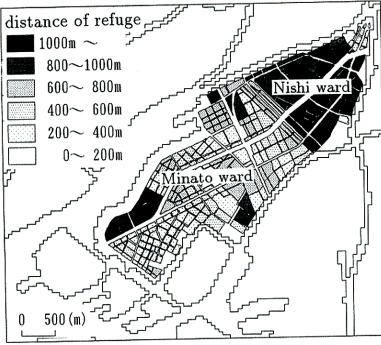 distance of refuge
1000m ～
800～1000m
600～ 800m
400～ 600m
200～ 400m
0～ 200m
Nishi ward
Minato ward
0 500(m)